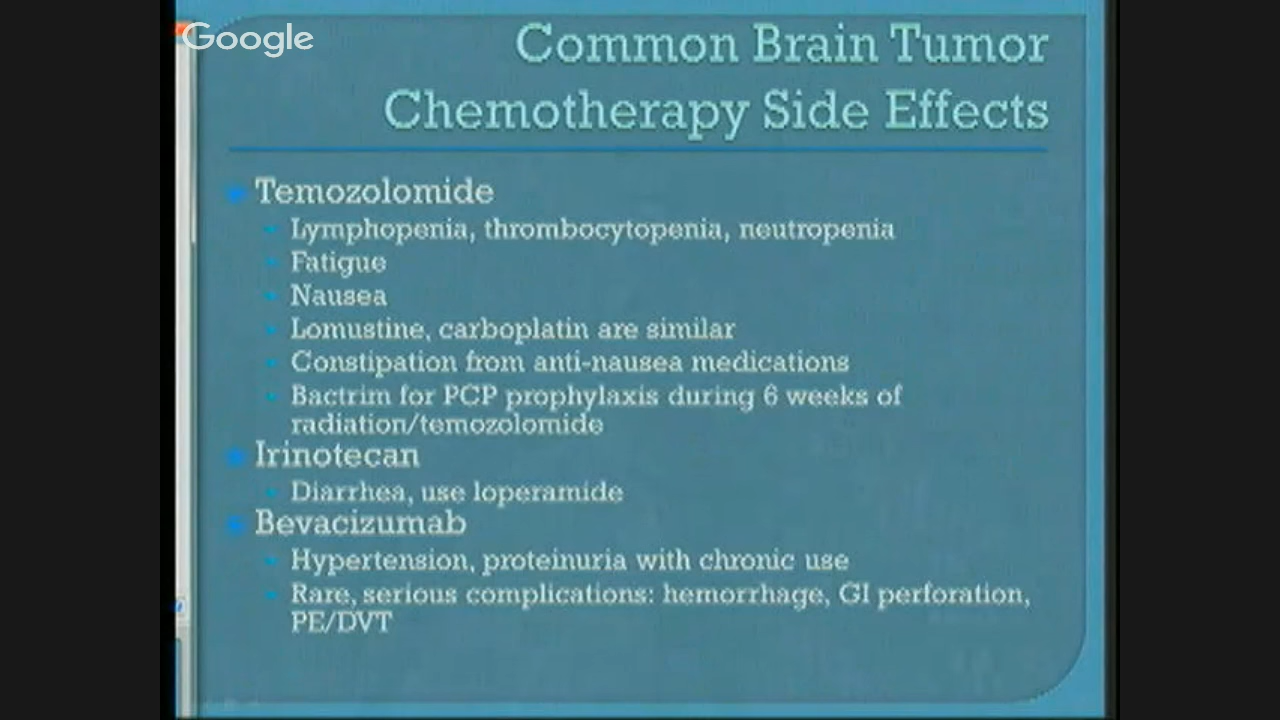 Google
Common Brain Tumor
Chemotherapy Side Effects
Temozolomide
Lymphopenia, thrombocytopenia, neutropenia
Fatigue
Nausea
Lomustine, carboplatin are similar
Constipation from anti-nausea medications
Bactrim for PCP prophylaxis during 6 weeks of
radiation/temozolomide
Irinotecan
Diarrhea, use loperamide
Bevacizumab
Hypertension, proteinuria with chronic use
Rare, serious complications: hemorrhage, GI perforation,
PE/DVT